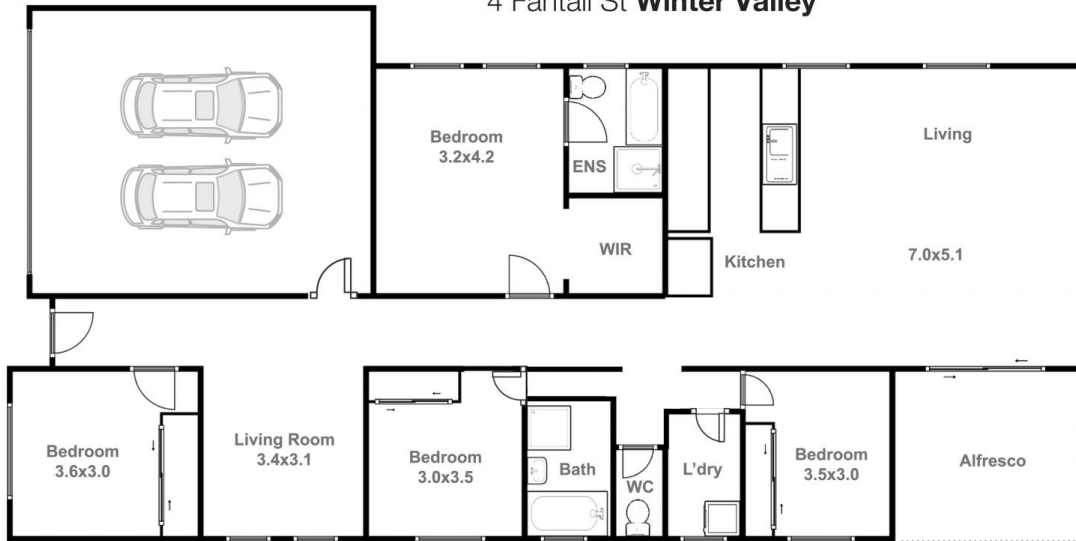 4 Fantail St Winter Valley
Bedroom
3.2x4.2
ENS
WIR
Kitchen
Living
7.0x5.1
Bedroom
3.6x3.0
Living Room
3.4x3.1
Bedroom
3.0x3.5
Bath
WC
L'dry
Bedroom
3.5x3.0
Alfresco